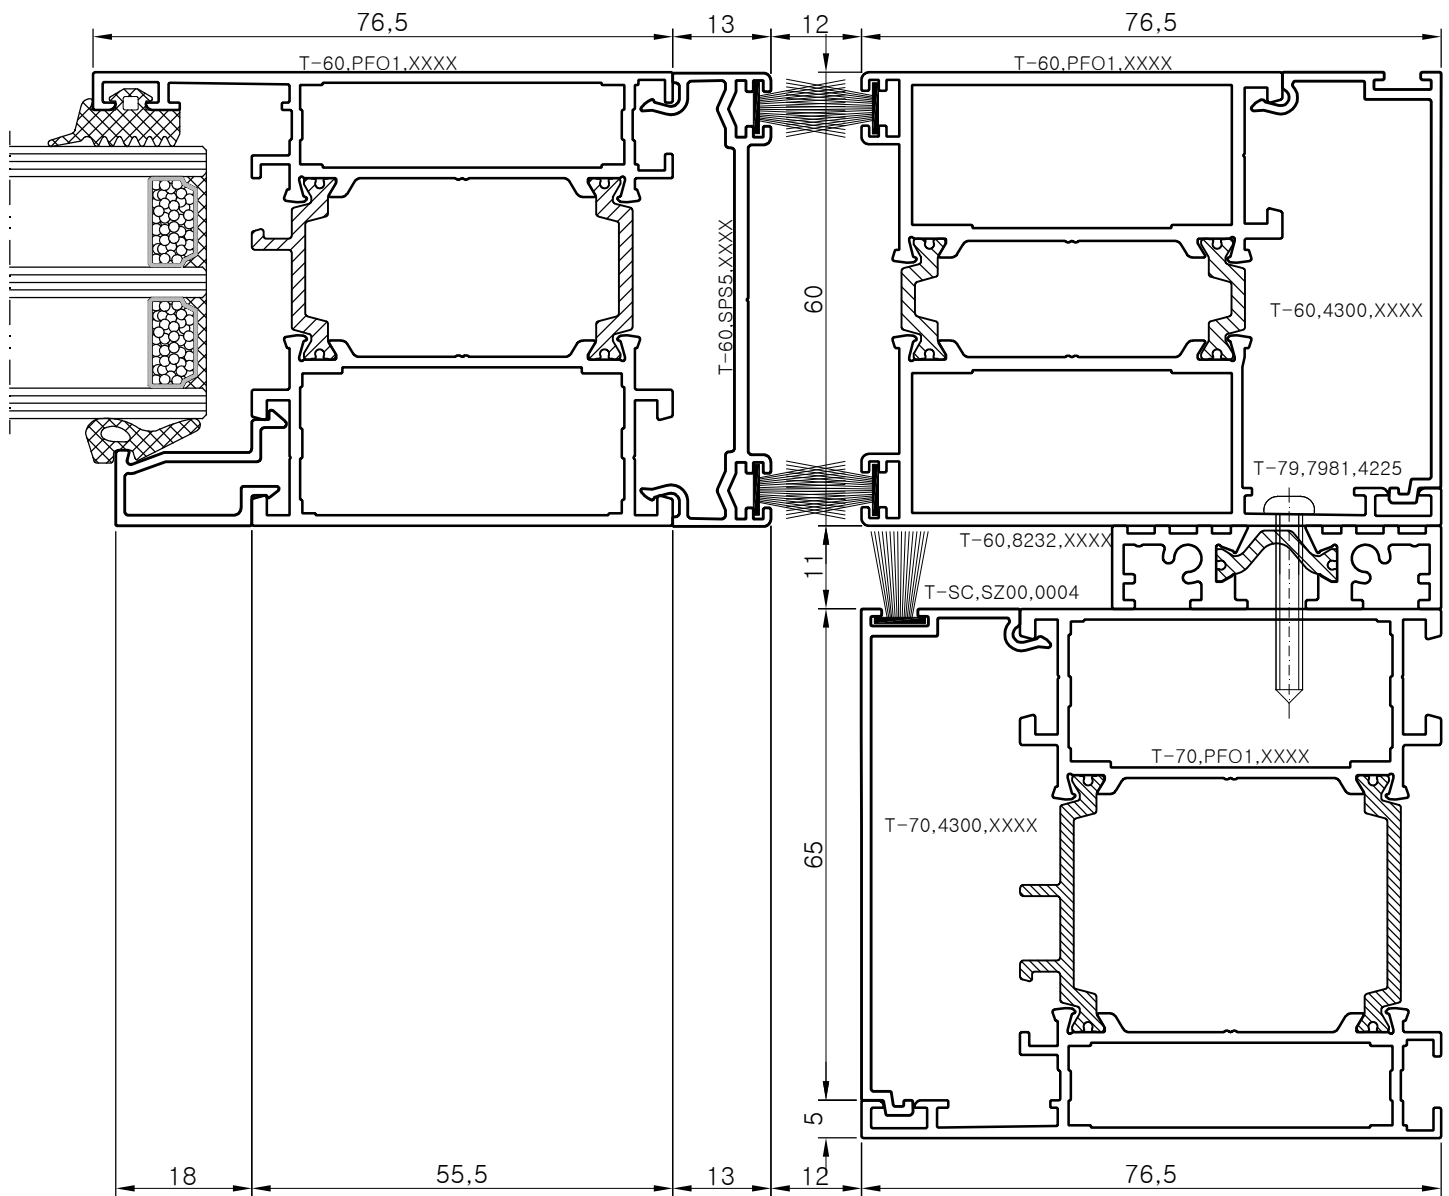 76,5
13
12
76,5
T-60,PFO1,XXXX
T-60,PFO1,XXXX
T-60,SPS5,XXXX
60
T-60,4300,XXXX
T-79,7981,4225
T-60,8232,XXXX
11
T-SC,SZ00,0004
T-70,PFO1,XXXX
T-70,4300,XXXX
65
5
18
55,5
13
12
76,5